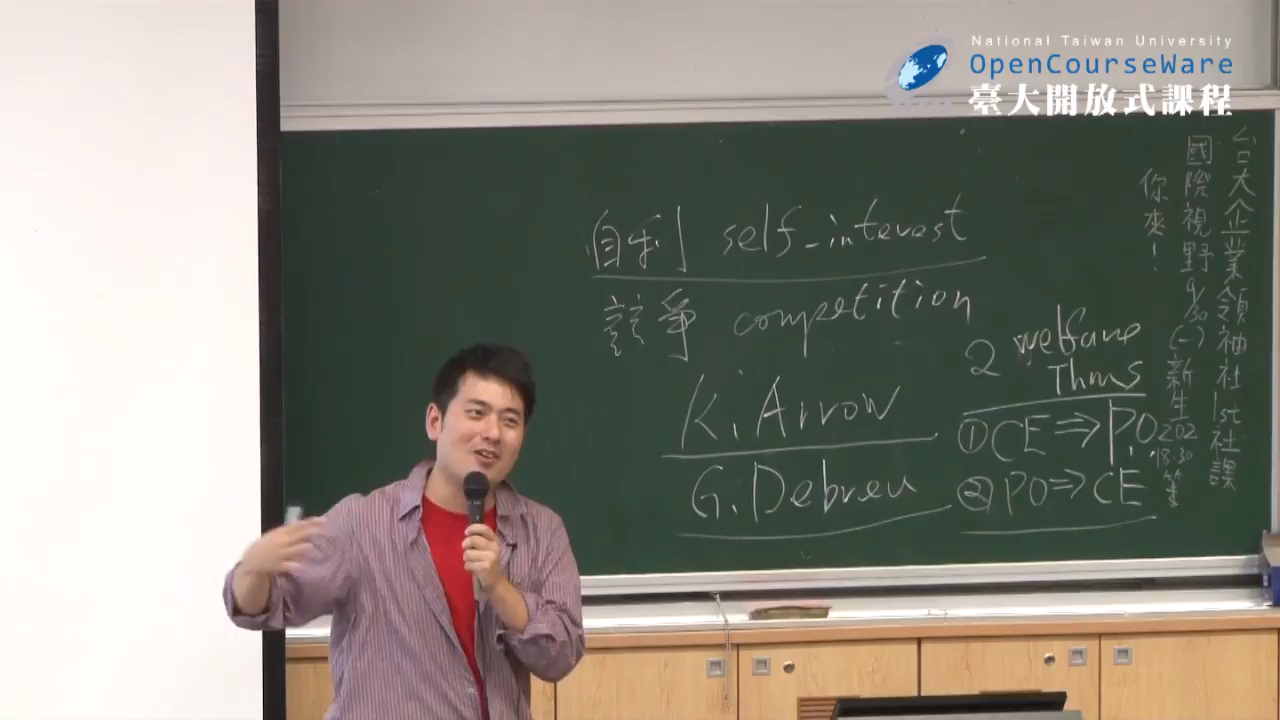 National Taiwan University
OpenCourseWare
臺大開放式課程
自利 self-interest
競爭 competition
K. Arrow
G. Debreu
2 welfare
Thms
①CE⇒P.O.
②PO⇒CE
台大企業領袖社1st社課
國際視野9/30(一)新生202
18:30
你來!